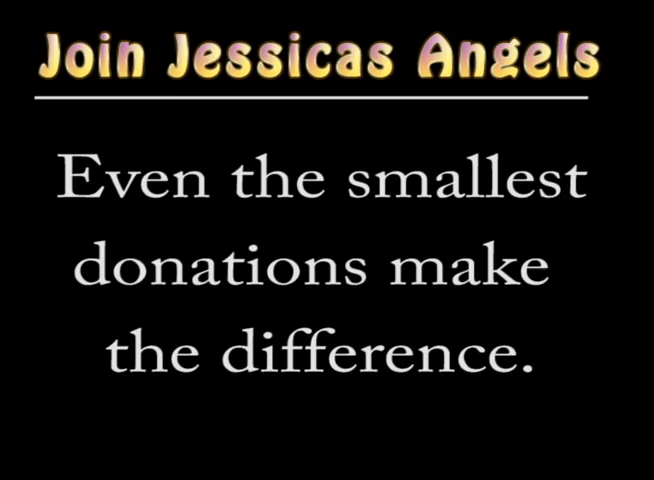 Join Jessicas Angels
Even the smallest
donations make
the difference.